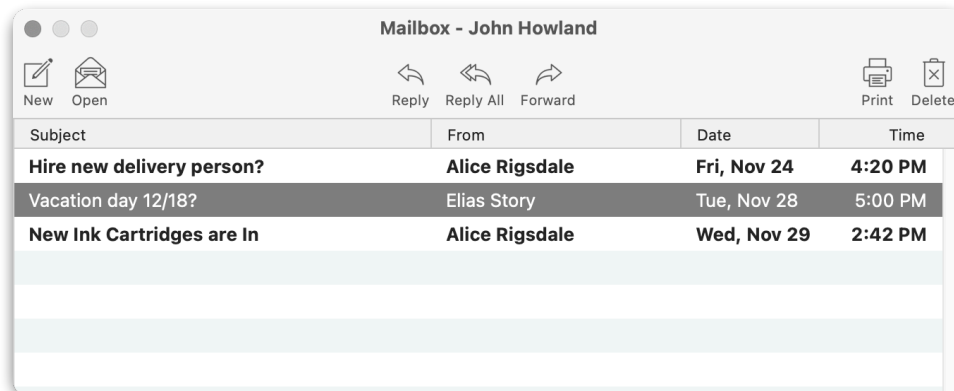 Mailbox - John Howland
New Open Reply Reply All Forward Print Delete
Subject From Date Time
Hire new delivery person? Alice Rigsdale Fri, Nov 24 4:20 PM
Vacation day 12/18? Elias Story Tue, Nov 28 5:00 PM
New Ink Cartridges are In Alice Rigsdale Wed, Nov 29 2:42 PM